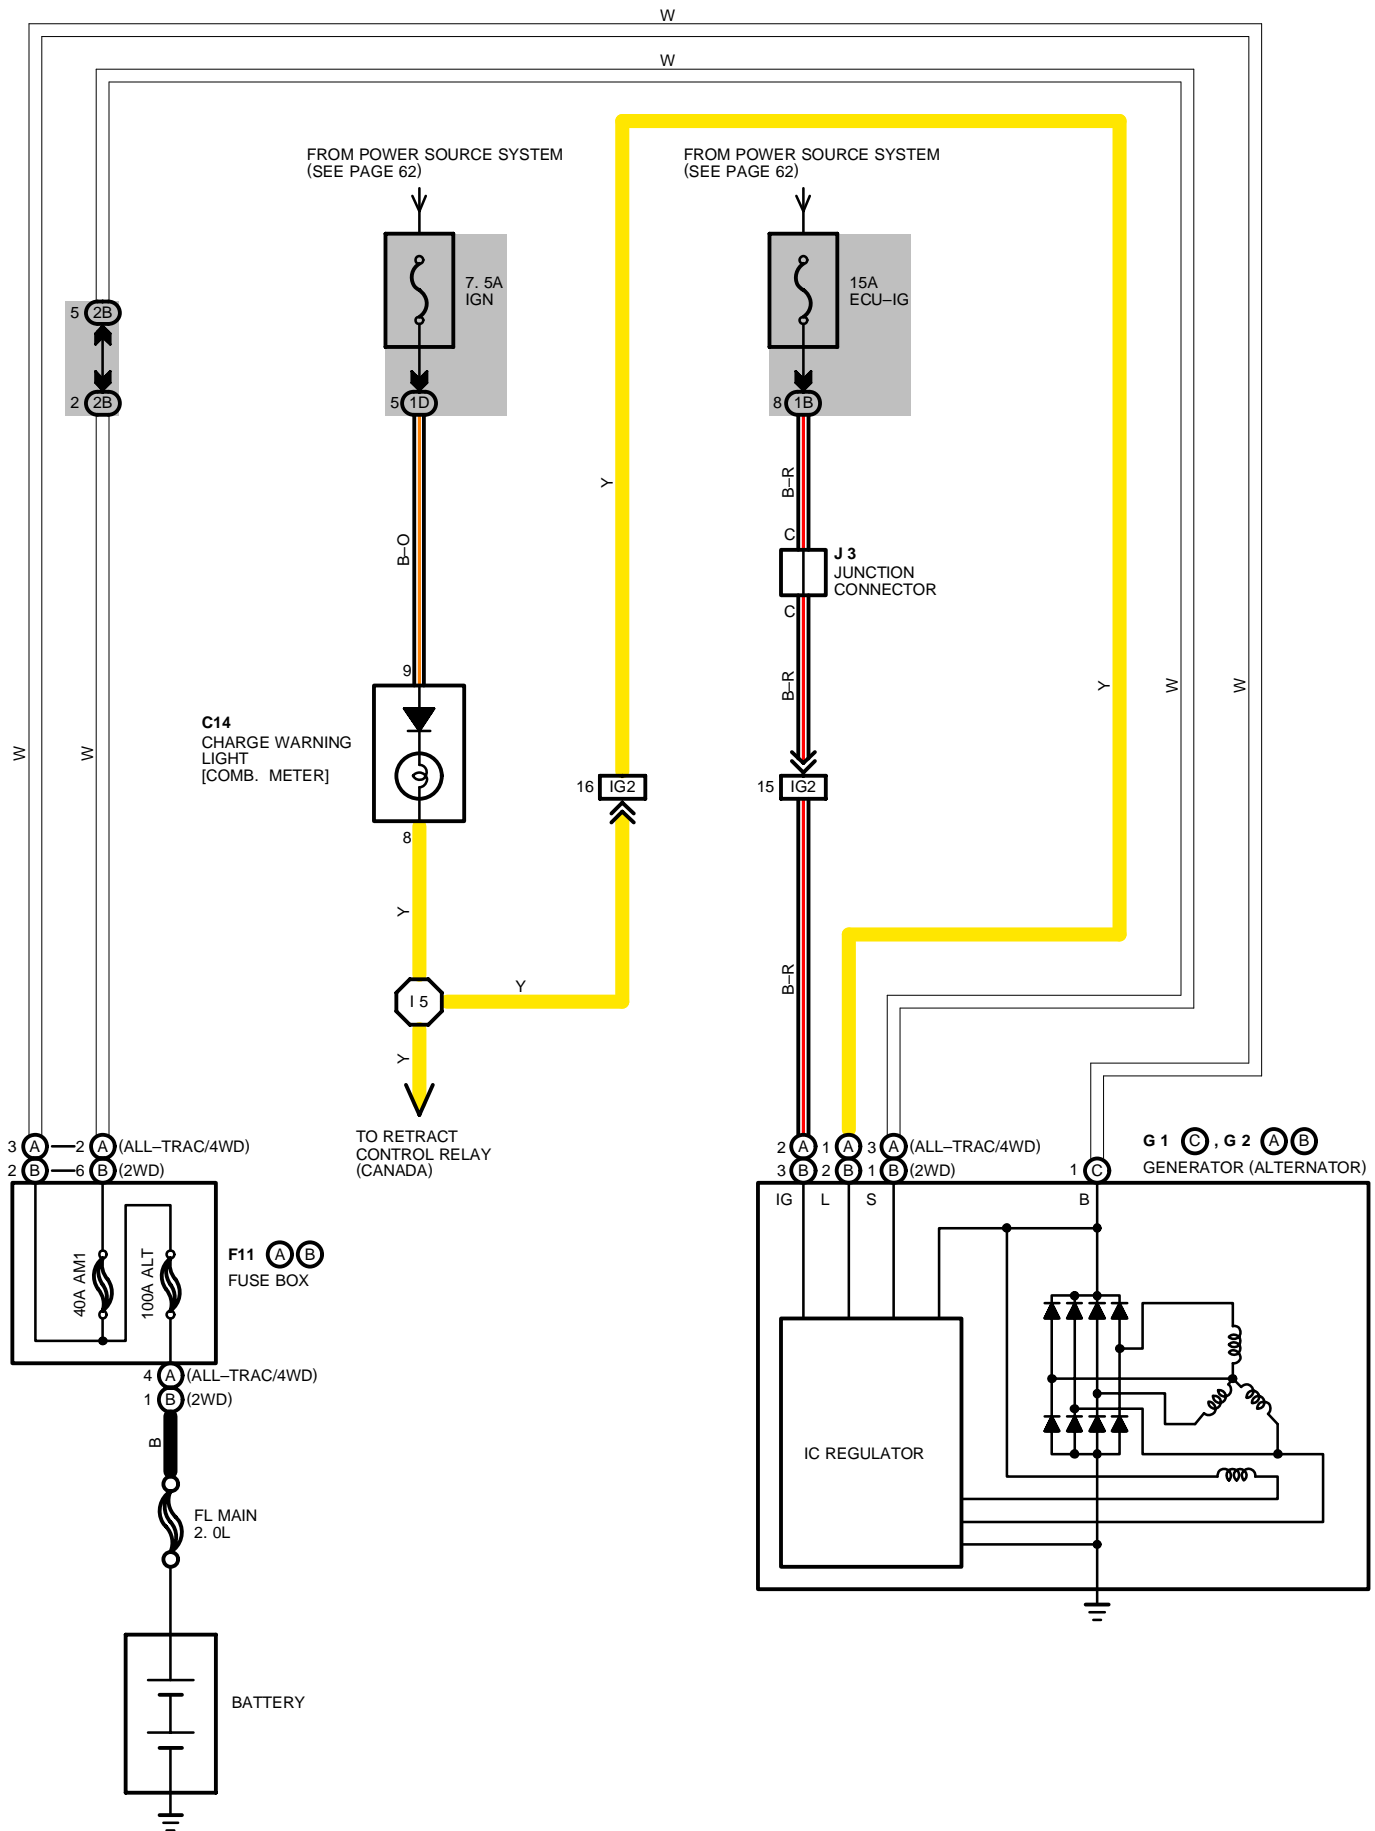 W
W
FROM POWER SOURCE SYSTEM
(SEE PAGE 62)
FROM POWER SOURCE SYSTEM
(SEE PAGE 62)
7. 5A
IGN
15A
ECU–IG
5 2B
2 2B
5 1D
8 1B
Y
B–R
B–O
C
J 3
JUNCTION
CONNECTOR
C
9
B–R
Y
W
W
C14
CHARGE WARNING
LIGHT
[COMB. METER]
W
W
16 IG2
15 IG2
8
Y
B–R
Y
I 5
Y
TO RETRACT
CONTROL RELAY
(CANADA)
3 A 2 A (ALL–TRAC/4WD)
2 B 6 B (2WD)
2 A 1 A 3 A (ALL–TRAC/4WD)
3 B 2 B 1 B (2WD)
1 C
G 1 C , G 2 A B
GENERATOR (ALTERNATOR)
IG L S B
40A AM1
100A ALT
F11 A B
FUSE BOX
4 A (ALL–TRAC/4WD)
1 B (2WD)
B
IC REGULATOR
FL MAIN
2. 0L
BATTERY